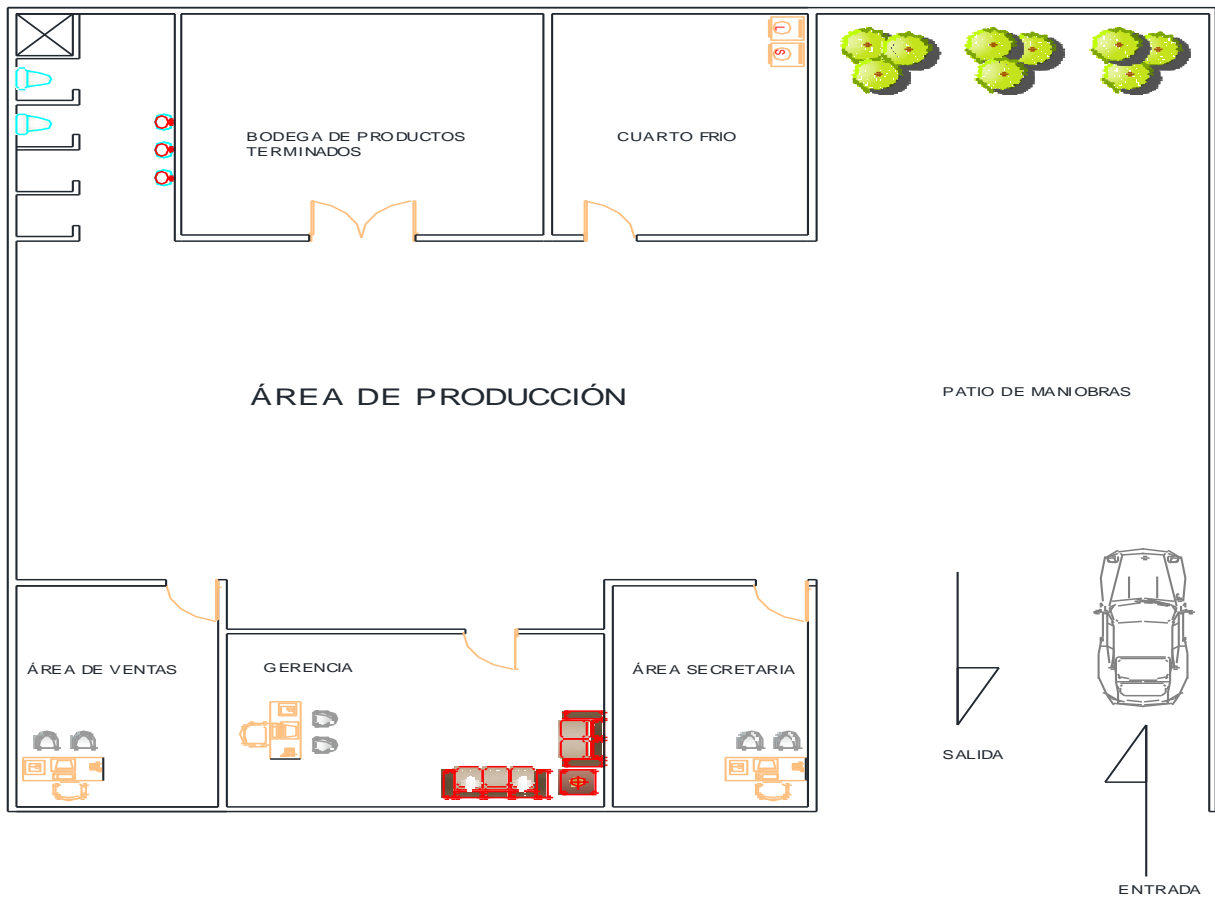 L
S
BODEGA DE PRODUCTOS
TERMINADOS
CUARTO FRIO
ÁREA DE PRODUCCIÓN
PATIO DE MANIOBRAS
ÁREA DE VENTAS
GERENCIA
ÁREA SECRETARIA
SALIDA
ENTRADA